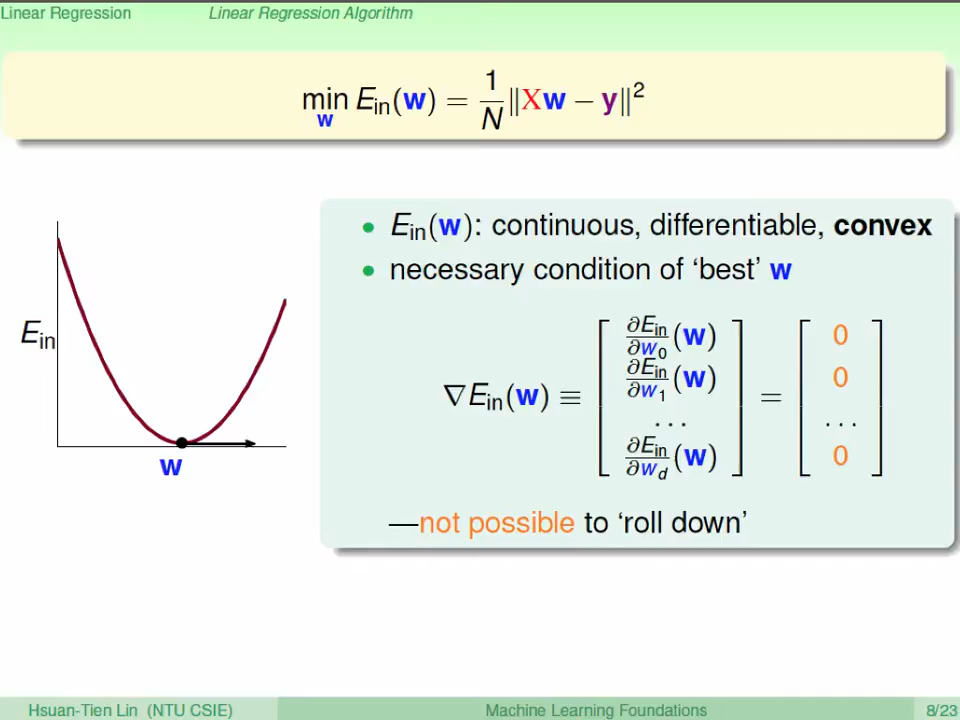 Linear Regression Linear Regression Algorithm
min_w E_in(w) = 1/N ‖Xw − y‖²
• E_in(w): continuous, differentiable, convex
• necessary condition of ‘best’ w
E_in
w
∇E_in(w) ≡ [ ∂E_in/∂w_0 (w) ∂E_in/∂w_1 (w) ... ∂E_in/∂w_d (w) ] = [ 0 0 ... 0 ]
—not possible to ‘roll down’
Hsuan-Tien Lin (NTU CSIE) Machine Learning Foundations 8/23